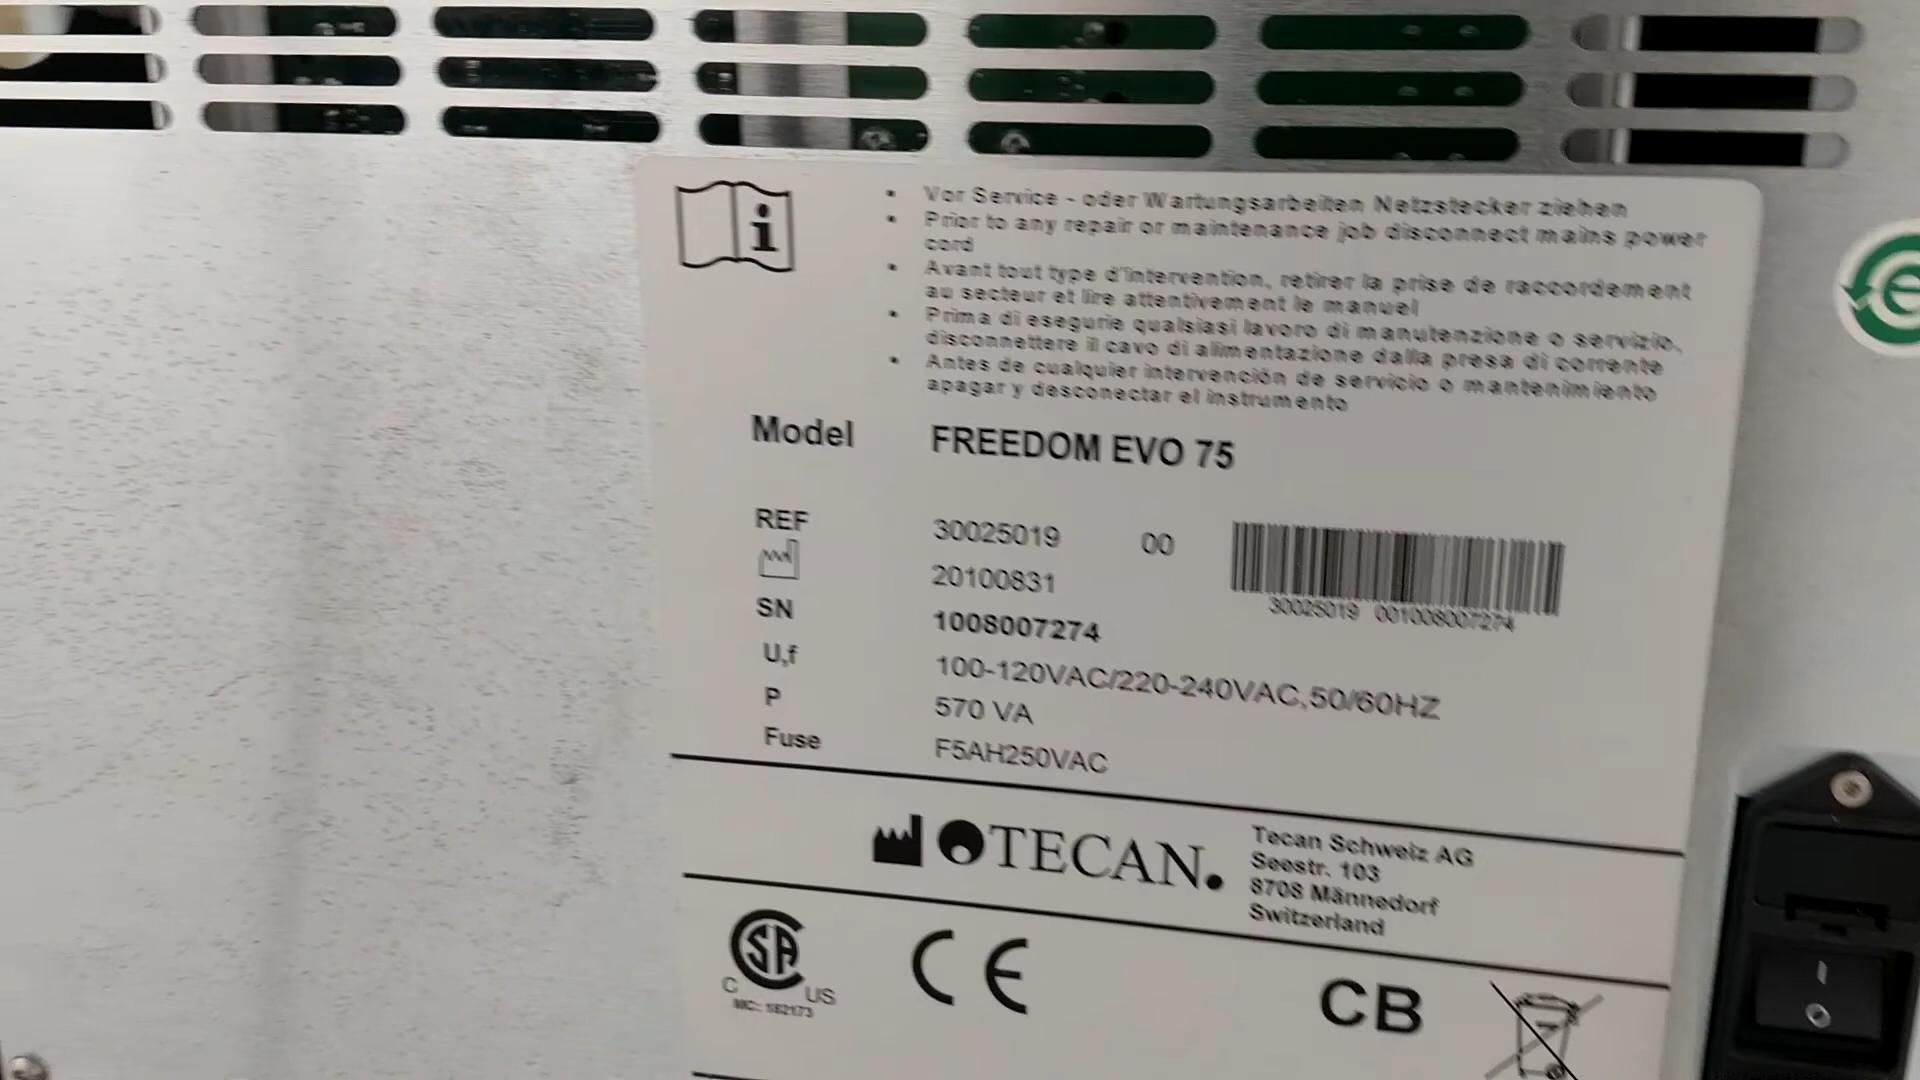 • Vor Service - oder Wartungsarbeiten Netzstecker ziehen
• Prior to any repair or maintenance job disconnect mains power
cord
• Avant tout type d'intervention, retirer la prise de raccordement
au secteur et lire attentivement le manuel
• Prima di esegurie qualsiasi lavoro di manutenzione o servizio,
disconnettere il cavo di alimentazione dalla presa di corrente
• Antes de cualquier intervención de servicio o mantenimiento
apagar y desconectar el instrumento
Model FREEDOM EVO 75
REF 30025019 00
20100831
30025019 001008007274
SN 1008007274
U,f 100-120VAC/220-240VAC,50/60HZ
P 570 VA
Fuse F5AH250VAC
TECAN.
Tecan Schweiz AG
Seestr. 103
8708 Männedorf
Switzerland
SA
C US
MC: 182173
CE
CB
e
I
O